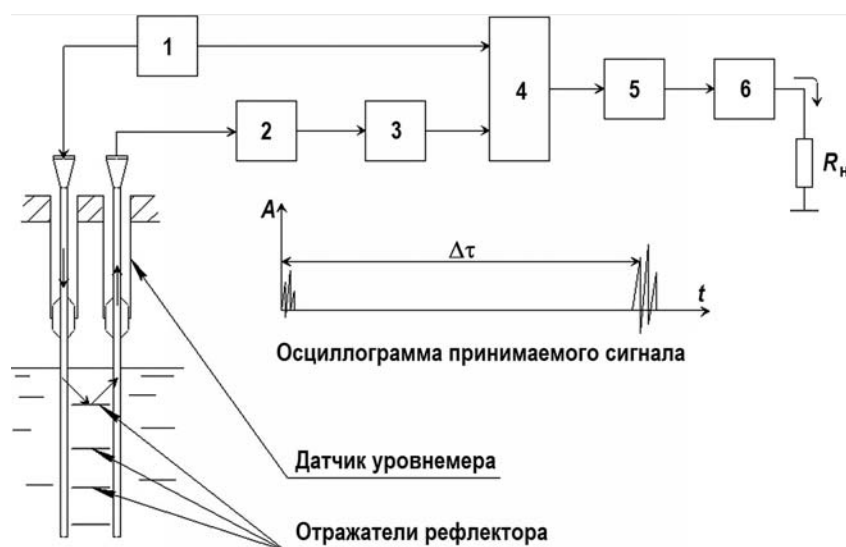 1
2
3
4
5
6
Rн
A
Δτ
t
Осциллограмма принимаемого сигнала
Датчик уровнемера
Отражатели рефлектора